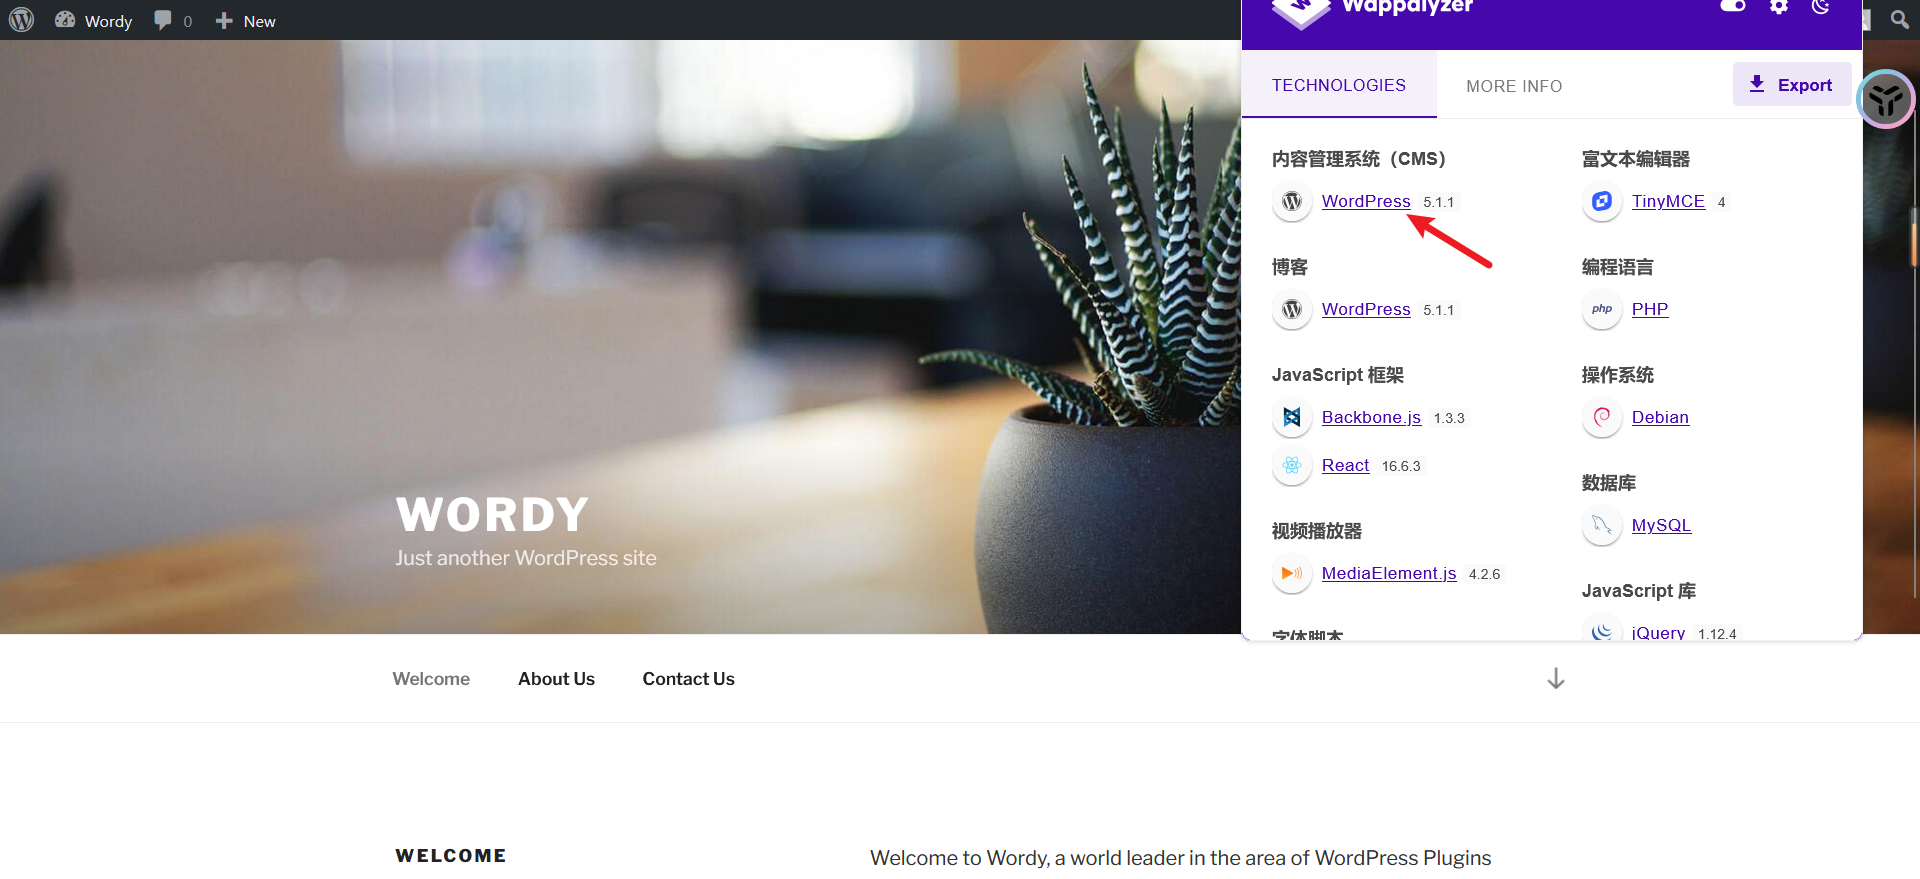 Wordy
0
New
Wappalyzer
TECHNOLOGIES
MORE INFO
Export
内容管理系统（CMS）
WordPress 5.1.1
博客
WordPress 5.1.1
JavaScript 框架
Backbone.js 1.3.3
React 16.6.3
视频播放器
MediaElement.js 4.2.6
字体脚本
富文本编辑器
TinyMCE 4
编程语言
php PHP
操作系统
Debian
数据库
MySQL
JavaScript 库
jQuery 1.12.4
WORDY
Just another WordPress site
Welcome
About Us
Contact Us
WELCOME
Welcome to Wordy, a world leader in the area of WordPress Plugins